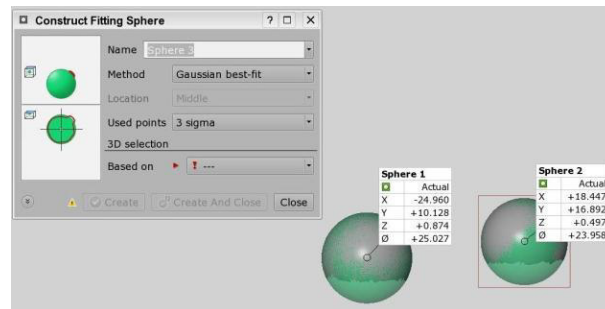 Construct Fitting Sphere
Name Sphere 3
Method Gaussian best-fit
Location Middle
Used points 3 sigma
3D selection
Based on ---
Create Create And Close Close
Sphere 1
Actual
X -24.960
Y +10.128
Z +0.874
Ø +25.027
Sphere 2
Actual
X +18.447
Y +16.892
Z +0.497
Ø +23.958